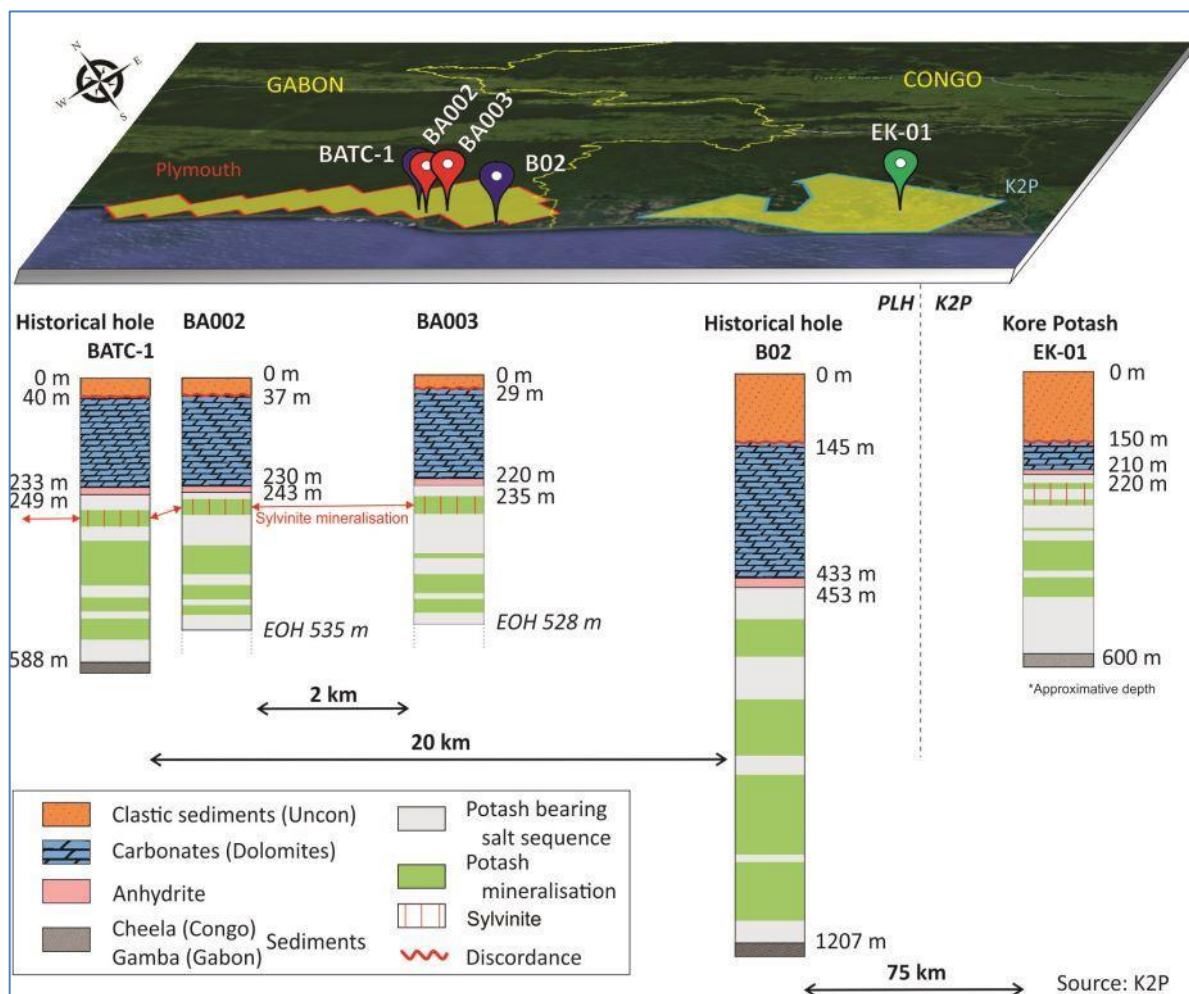 N
E
S
W
GABON
CONGO
BATC-1
BA002
BA003
B02
EK-01
Plymouth
K2P
PLH
K2P
Historical hole
BATC-1
0 m
40 m
233 m
249 m
588 m
BA002
0 m
37 m
230 m
243 m
EOH 535 m
Sylvinite mineralisation
BA003
0 m
29 m
220 m
235 m
EOH 528 m
Historical hole
B02
0 m
145 m
433 m
453 m
1207 m
Kore Potash
EK-01
0 m
150 m
210 m
220 m
600 m
*Approximative depth
2 km
20 km
75 km
Clastic sediments (Uncon)
Carbonates (Dolomites)
Anhydrite
Cheela (Congo)
Gamba (Gabon)
Sediments
Potash bearing
salt sequence
Potash
mineralisation
Sylvinite
Discordance
Source: K2P